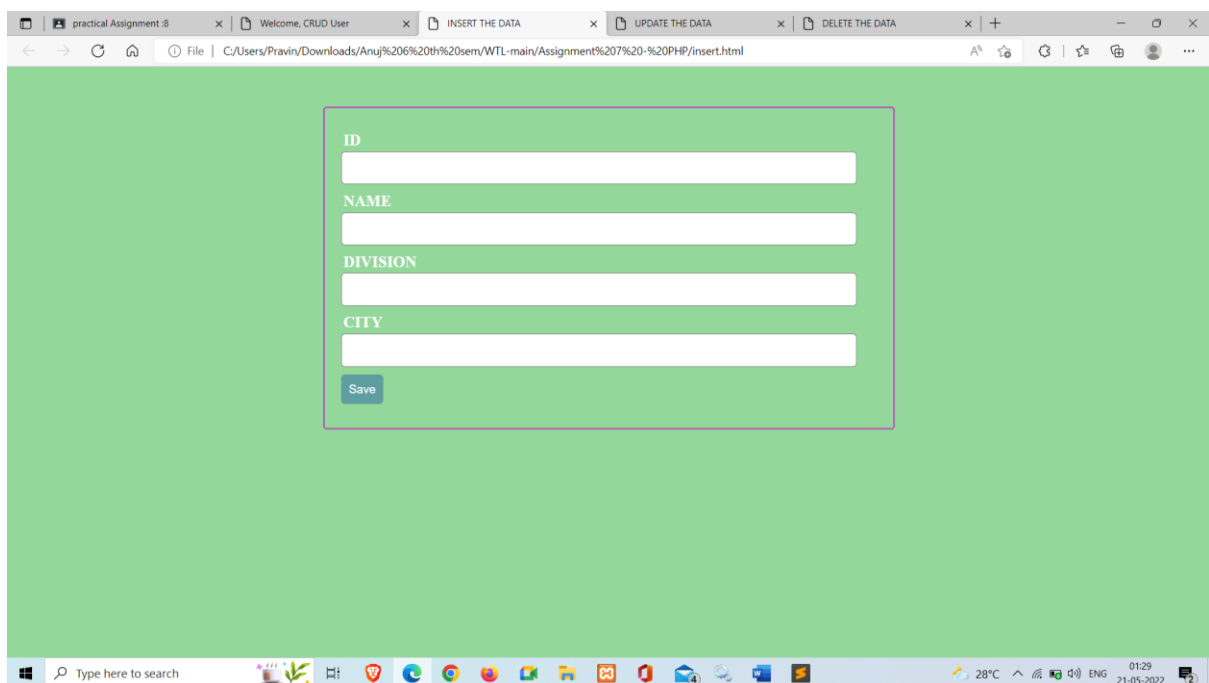 practical Assignment :8
Welcome, CRUD User
INSERT THE DATA
UPDATE THE DATA
DELETE THE DATA
File
C:/Users/Pravin/Downloads/Anuj%206%20th%20sem/WTL-main/Assignment%207%20-%20PHP/insert.html
ID
NAME
DIVISION
CITY
Save
Type here to search
4
28°C
ENG
01:29
21-05-2022
2